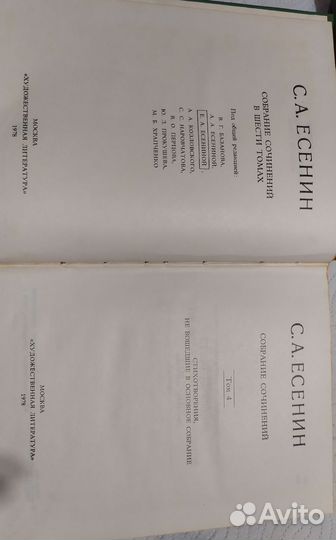 С.А. ЕСЕНИН
СОБРАНИЕ СОЧИНЕНИЙ
В ШЕСТИ ТОМАХ
Под общей редакцией:
В. Г. БАЗАНОВА,
А. А. ЕСЕНИНОЙ,
Е. А. ЕСЕНИНОЙ,
А. А. КОЗЛОВСКОГО,
С. С. НАРОВЧАТОВА,
В. О. ПЕРЦОВА,
Ю. Л. ПРОКУШЕВА,
М. Б. ХРАПЧЕНКО
МОСКВА
«ХУДОЖЕСТВЕННАЯ ЛИТЕРАТУРА»
1978
С.А. ЕСЕНИН
СОБРАНИЕ СОЧИНЕНИЙ
Том 4
СТИХОТВОРЕНИЯ,
НЕ ВОШЕДШИЕ В ОСНОВНОЕ СОБРАНИЕ
МОСКВА
«ХУДОЖЕСТВЕННАЯ ЛИТЕРАТУРА»
1978
Avito